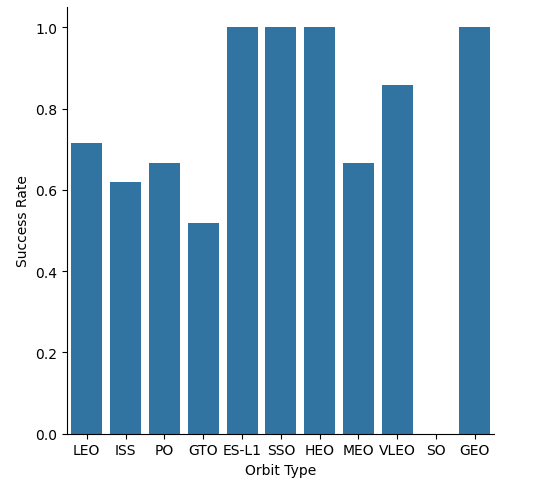 1.0
0.8
0.6
0.4
0.2
0.0
Success Rate
LEO ISS PO GTO ES-L1 SSO HEO MEO VLEO SO GEO
Orbit Type